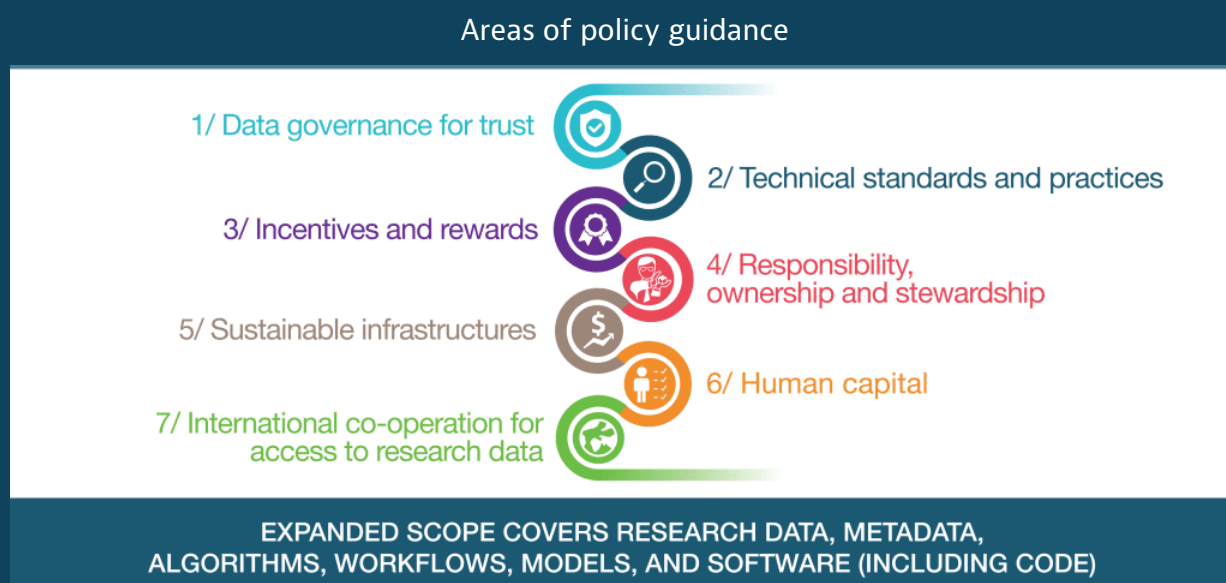 Areas of policy guidance
1/ Data governance for trust
2/ Technical standards and practices
3/ Incentives and rewards
4/ Responsibility,
ownership and stewardship
5/ Sustainable infrastructures
6/ Human capital
7/ International co-operation for
access to research data
EXPANDED SCOPE COVERS RESEARCH DATA, METADATA,
ALGORITHMS, WORKFLOWS, MODELS, AND SOFTWARE (INCLUDING CODE)